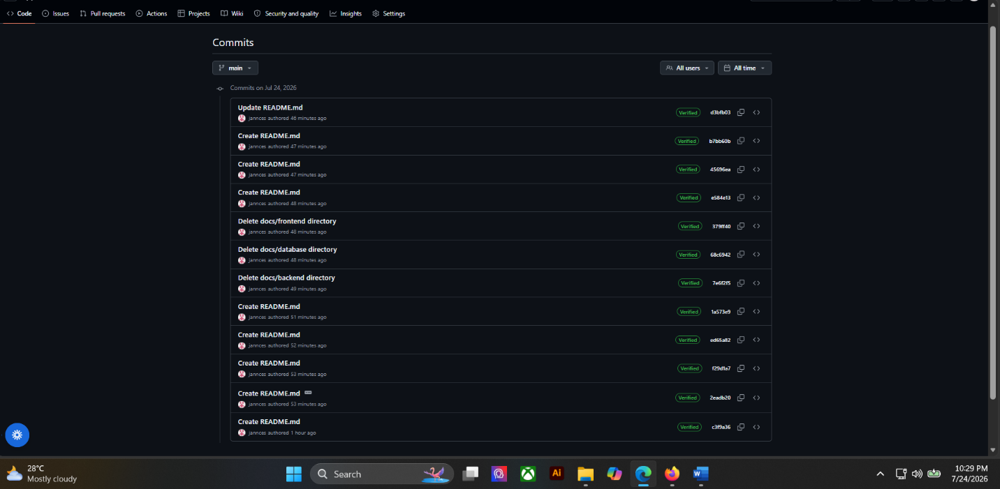 Code
Issues
Pull requests
Actions
Projects
Wiki
Security and quality
Insights
Settings
Commits
main
All users
All time
Commits on Jul 24, 2026
Update README.md
jannces authored 46 minutes ago
Verified
d3bfb03
Create README.md
jannces authored 47 minutes ago
Verified
b7bb60b
Create README.md
jannces authored 47 minutes ago
Verified
45696ea
Create README.md
jannces authored 48 minutes ago
Verified
e584e13
Delete docs/frontend directory
jannces authored 48 minutes ago
Verified
379ff40
Delete docs/database directory
jannces authored 48 minutes ago
Verified
68c6942
Delete docs/backend directory
jannces authored 49 minutes ago
Verified
7e6f2f5
Create README.md
jannces authored 51 minutes ago
Verified
1a573e9
Create README.md
jannces authored 52 minutes ago
Verified
ed65a82
Create README.md
jannces authored 53 minutes ago
Verified
f29d1a7
Create README.md
jannces authored 53 minutes ago
Verified
2eadb20
Create README.md
jannces authored 1 hour ago
Verified
c3f9a36
28°C
Mostly cloudy
Search
Ai
W
10:29 PM
7/24/2026